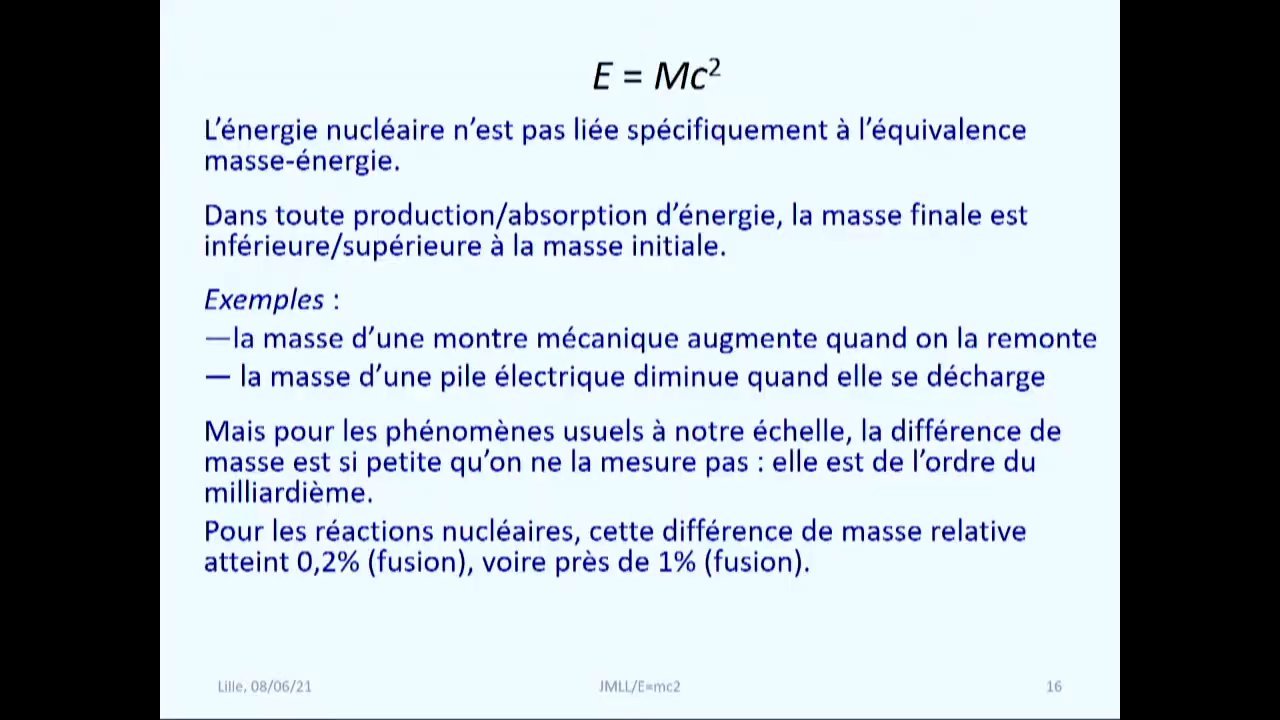 E = Mc²
L’énergie nucléaire n’est pas liée spécifiquement à l’équivalence
masse-énergie.
Dans toute production/absorption d’énergie, la masse finale est
inférieure/supérieure à la masse initiale.
Exemples :
—la masse d’une montre mécanique augmente quand on la remonte
— la masse d’une pile électrique diminue quand elle se décharge
Mais pour les phénomènes usuels à notre échelle, la différence de
masse est si petite qu’on ne la mesure pas : elle est de l’ordre du
milliardième.
Pour les réactions nucléaires, cette différence de masse relative
atteint 0,2% (fusion), voire près de 1% (fusion).
Lille, 08/06/21
JMLL/E=mc2
16